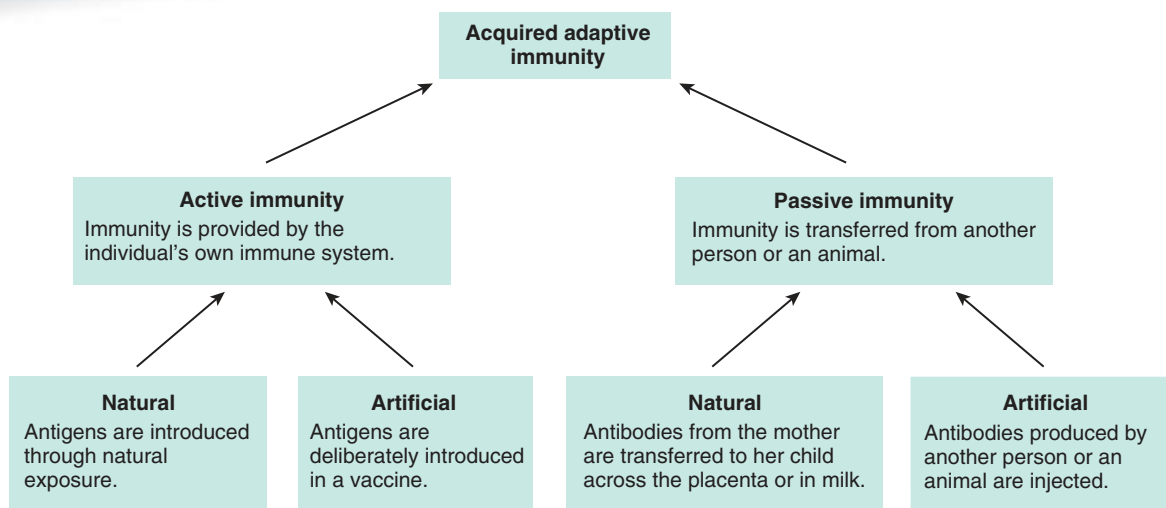 Acquired adaptive
immunity
Active immunity
Immunity is provided by the
individual's own immune system.
Passive immunity
Immunity is transferred from another
person or an animal.
Natural
Antigens are introduced
through natural
exposure.
Artificial
Antigens are
deliberately introduced
in a vaccine.
Natural
Antibodies from the mother
are transferred to her child
across the placenta or in milk.
Artificial
Antibodies produced by
another person or an
animal are injected.